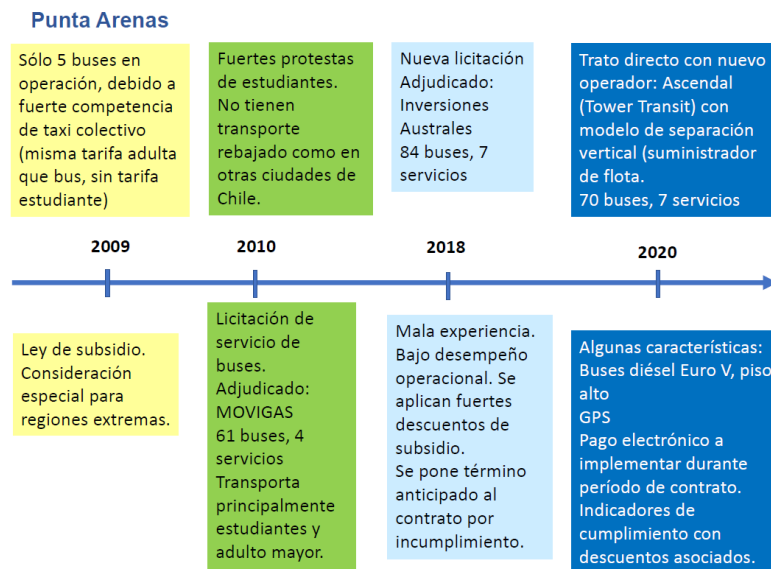 Punta Arenas
Sólo 5 buses en
operación, debido a
fuerte competencia
de taxi colectivo
(misma tarifa adulta
que bus, sin tarifa
estudiante)
Fuertes protestas
de estudiantes.
No tienen
transporte
rebajado como en
otras ciudades de
Chile.
Nueva licitación
Adjudicado:
Inversiones
Australes
84 buses, 7
servicios
Trato directo con nuevo
operador: Ascendal
(Tower Transit) con
modelo de separación
vertical (suministrador
de flota.
70 buses, 7 servicios
2009
2010
2018
2020
Ley de subsidio.
Consideración
especial para
regiones extremas.
Licitación de
servicio de
buses.
Adjudicado:
MOVIGAS
61 buses, 4
servicios
Transporta
principalmente
estudiantes y
adulto mayor.
Mala experiencia.
Bajo desempeño
operacional. Se
aplican fuertes
descuentos de
subsidio.
Se pone término
anticipado al
contrato por
incumplimiento.
Algunas características:
Buses diésel Euro V, piso
alto
GPS
Pago electrónico a
implementar durante
período de contrato.
Indicadores de
cumplimiento con
descuentos asociados.